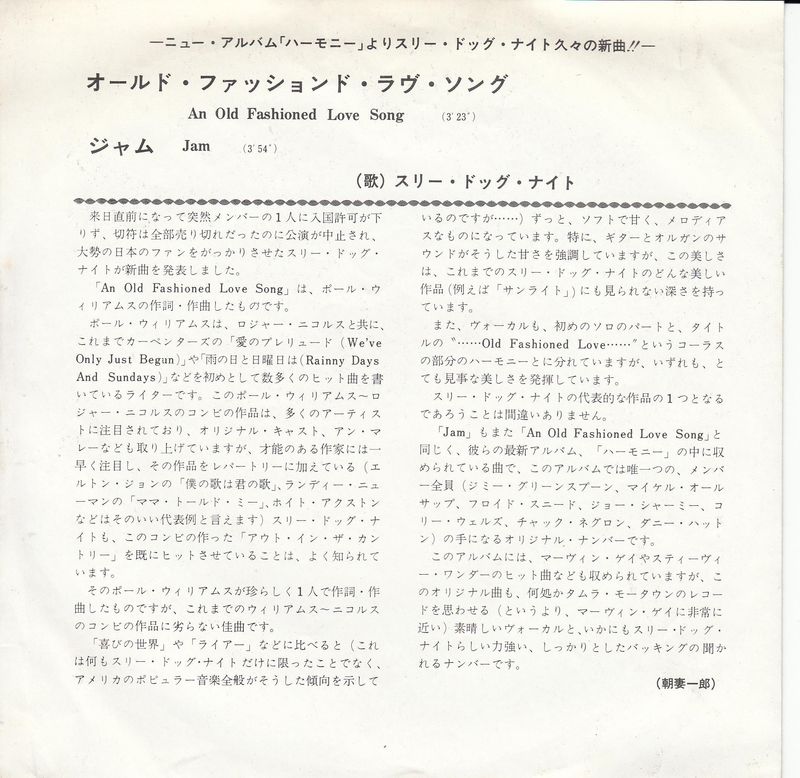 ―ニュー・アルバム「ハーモニー」よりスリー・ドッグ・ナイト久々の新曲!!―
オールド・ファッションド・ラヴ・ソング
An Old Fashioned Love Song (3'23")
ジャム Jam (3'54")
(歌) スリー・ドッグ・ナイト
来日直前になって突然メンバーの1人に入国許可が下
りず、切符は全部売り切れだったのに公演が中止され、
大勢の日本のファンをがっかりさせたスリー・ドッグ・
ナイトが新曲を発表しました。
「An Old Fashioned Love Song」は、ポール・ウ
ィリアムスの作詞・作曲したものです。
ポール・ウィリアムスは、ロジャー・ニコルスと共に、
これまでカーペンターズの「愛のプレリュード (We've
Only Just Begun)」や「雨の日と日曜日は(Rainny Days
And Sundays)」などを初めとして数多くのヒット曲を書
いているライターです。このポール・ウィリアムス〜ロ
ジャー・ニコルスのコンビの作品は、多くのアーティス
トに注目されており、オリジナル・キャスト、アン・マ
レーなども取り上げていますが、才能のある作家には一
早く注目し、その作品をレパートリーに加えている (エ
ルトン・ジョンの「僕の歌は君の歌」、ランディー・ニュ
ーマンの「ママ・トールド・ミー」、ホイト・アクストン
などはそのいい代表例と言えます) スリー・ドッグ・ナ
イトも、このコンビの作った「アウト・イン・ザ・カン
トリー」を既にヒットさせていることは、よく知られて
います。
そのポール・ウィリアムスが珍らしく1人で作詞・作
曲したものですが、これまでのウィリアムス〜ニコルス
のコンビの作品に劣らない佳曲です。
「喜びの世界」や「ライアー」などに比べると (これ
は何もスリー・ドッグ・ナイトだけに限ったことでなく、
アメリカのポピュラー音楽全般がそうした傾向を示して
いるのですが……) ずっと、ソフトで甘く、メロディア
スなものになっています。特に、ギターとオルガンのサ
ウンドがそうした甘さを強調していますが、この美しさ
は、これまでのスリー・ドッグ・ナイトのどんな美しい
作品 (例えば「サンライト」) にも見られない深さを持っ
ています。
また、ヴォーカルも、初めのソロのパートと、タイト
ルの〝……Old Fashioned Love……〟というコーラス
の部分のハーモニーとに分れていますが、いずれも、と
ても見事な美しさを発揮しています。
スリー・ドッグ・ナイトの代表的な作品の1つとなる
であろうことは間違いありません。
「Jam」もまた「An Old Fashioned Love Song」と
同じく、彼らの最新アルバム、「ハーモニー」の中に収
められている曲で、このアルバムでは唯一つの、メンバ
ー全員 (ジミー・グリーンスプーン、マイケル・オール
サップ、フロイド・スニード、ジョー・シャーミー、コ
リー・ウェルズ、チャック・ネグロン、ダニー・ハット
ン) の手になるオリジナル・ナンバーです。
このアルバムには、マーヴィン・ゲイやスティーヴィ
ー・ワンダーのヒット曲なども収められていますが、こ
のオリジナル曲も、何処かタムラ・モータウンのレコー
ドを思わせる (というより、マーヴィン・ゲイに非常に
近い) 素晴しいヴォーカルと、いかにもスリー・ドッグ・
ナイトらしい力強い、しっかりとしたバッキングの聞か
れるナンバーです。
(朝妻一郎)